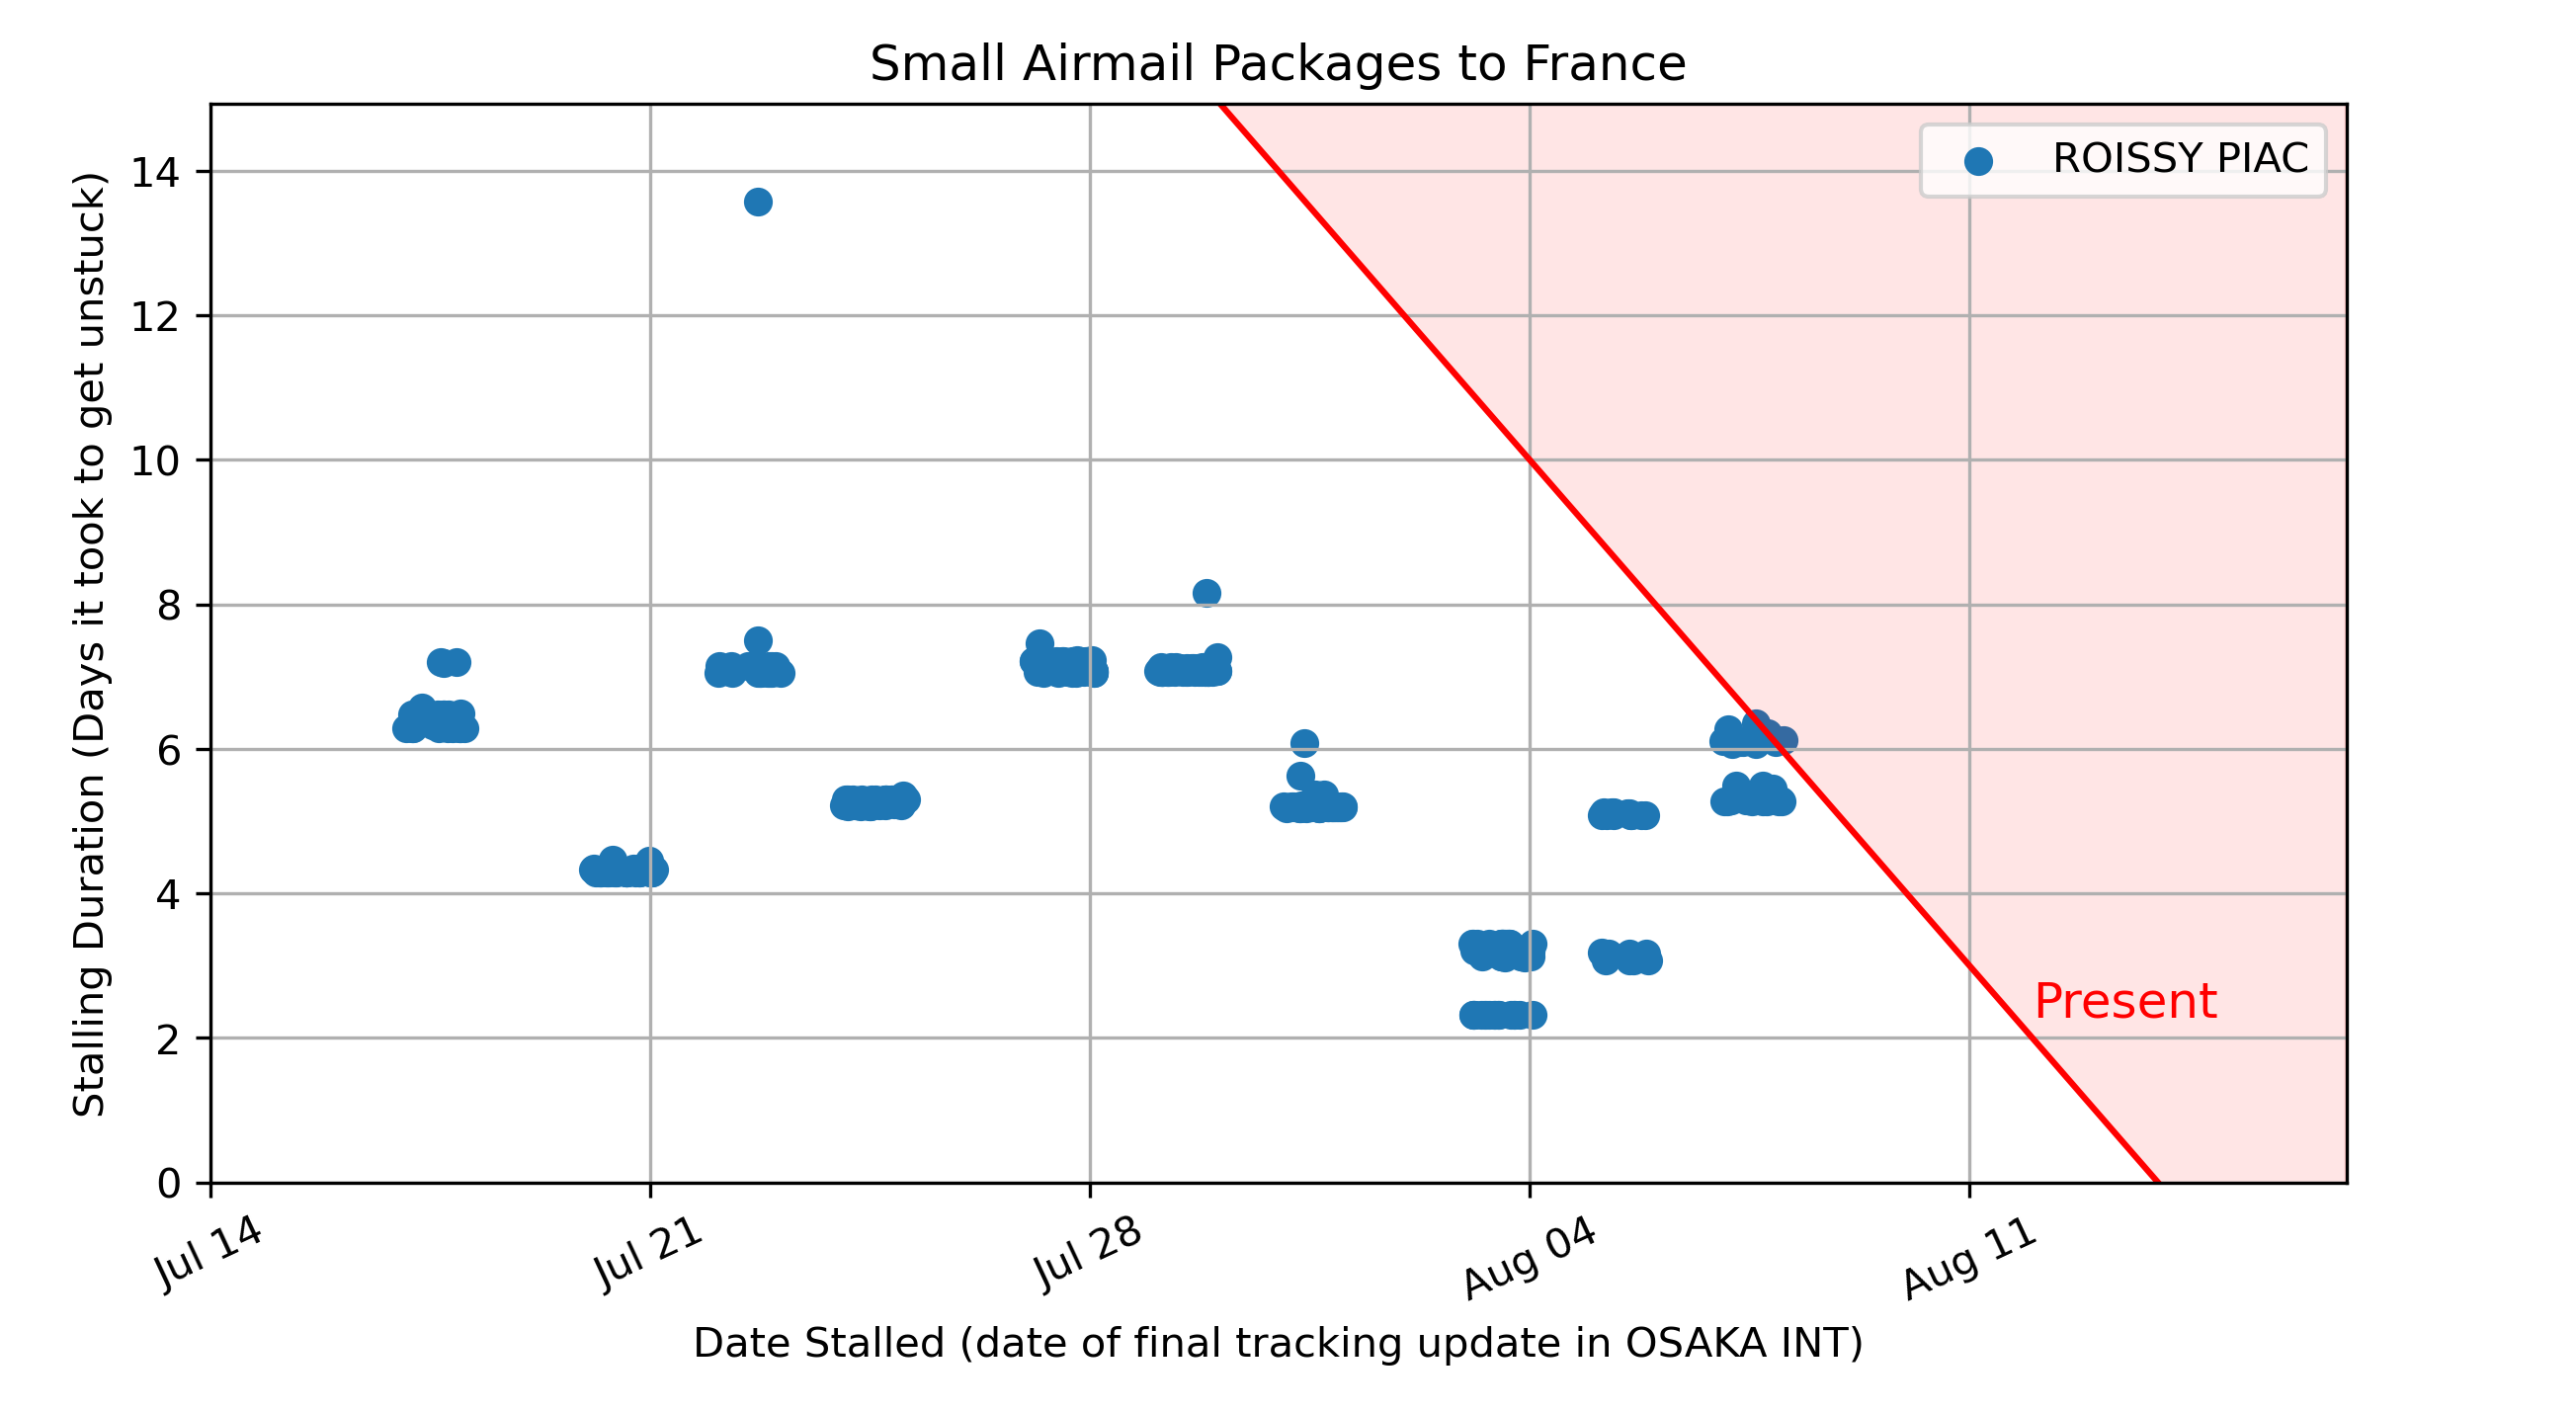 Small Airmail Packages to France
ROISSY PIAC
Stalling Duration (Days it took to get unstuck)
14
12
10
8
6
4
2
0
Present
Jul 14
Jul 21
Jul 28
Aug 04
Aug 11
Date Stalled (date of final tracking update in OSAKA INT)